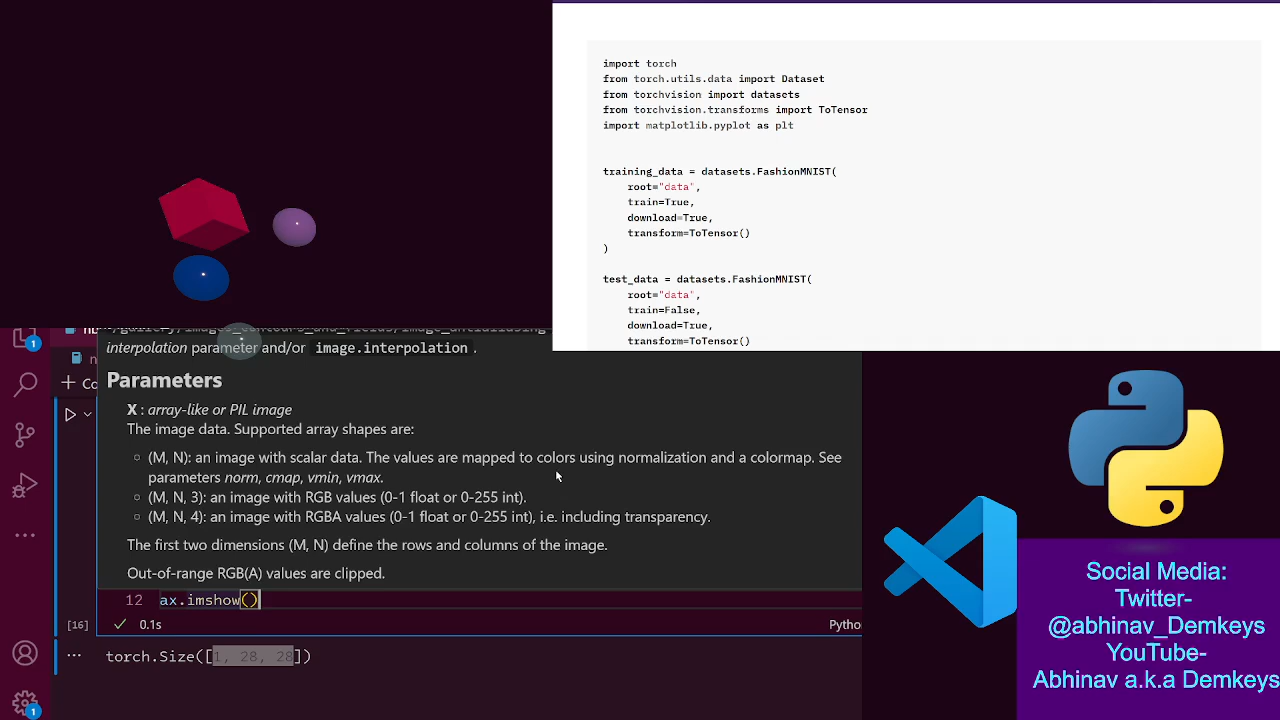 import torch
from torch.utils.data import Dataset
from torchvision import datasets
from torchvision.transforms import ToTensor
import matplotlib.pyplot as plt
training_data = datasets.FashionMNIST(
root="data",
train=True,
download=True,
transform=ToTensor()
)
test_data = datasets.FashionMNIST(
root="data",
train=False,
download=True,
transform=ToTensor()
interpolation parameter and/or image.interpolation .
Parameters
X : array-like or PIL image
The image data. Supported array shapes are:
(M, N): an image with scalar data. The values are mapped to colors using normalization and a colormap. See
parameters norm, cmap, vmin, vmax.
(M, N, 3): an image with RGB values (0-1 float or 0-255 int).
(M, N, 4): an image with RGBA values (0-1 float or 0-255 int), i.e. including transparency.
The first two dimensions (M, N) define the rows and columns of the image.
Out-of-range RGB(A) values are clipped.
12 ax.imshow()
[16] 0.1s
torch.Size([1, 28, 28])
1
1
Social Media:
Twitter-
@abhinav_Demkeys
YouTube-
Abhinav a.k.a Demkeys